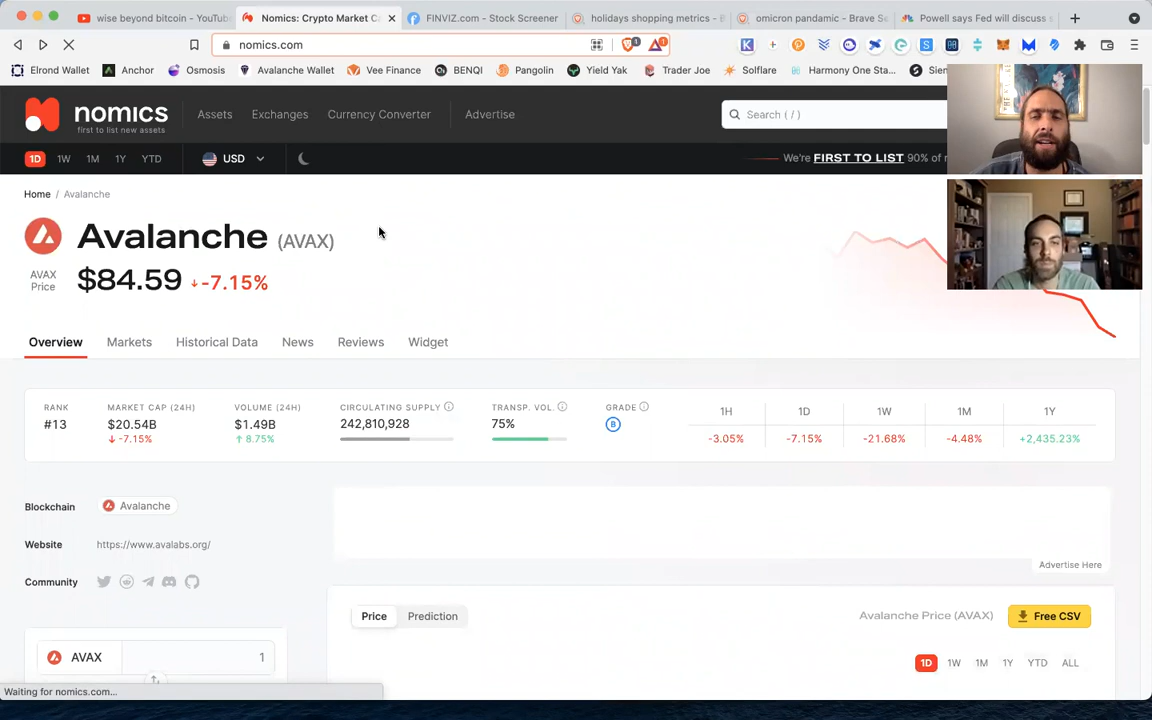 wise beyond bitcoin - YouTub
Nomics: Crypto Market C
FINVIZ.com - Stock Screener
holidays shopping metrics - B
omicron pandamic - Brave Se
Powell says Fed will discuss
nomics.com
Elrond Wallet
Anchor
Osmosis
Avalanche Wallet
Vee Finance
BENQI
Pangolin
Yield Yak
Trader Joe
Solflare
Harmony One Sta...
Sien
nomics
first to list new assets
Assets
Exchanges
Currency Converter
Advertise
Search ( / )
1D
1W
1M
1Y
YTD
USD
We're FIRST TO LIST 90% of
Home / Avalanche
Avalanche (AVAX)
AVAX
Price
$84.59
-7.15%
Overview
Markets
Historical Data
News
Reviews
Widget
RANK
#13
MARKET CAP (24H)
$20.54B
-7.15%
VOLUME (24H)
$1.49B
8.75%
CIRCULATING SUPPLY
242,810,928
TRANSP. VOL.
75%
GRADE
B
1H
-3.05%
1D
-7.15%
1W
-21.68%
1M
-4.48%
1Y
+2,435.23%
Blockchain
Avalanche
Website
https://www.avalabs.org/
Community
Advertise Here
Price
Prediction
Avalanche Price (AVAX)
Free CSV
1D
1W
1M
1Y
YTD
ALL
AVAX
1
Waiting for nomics.com...